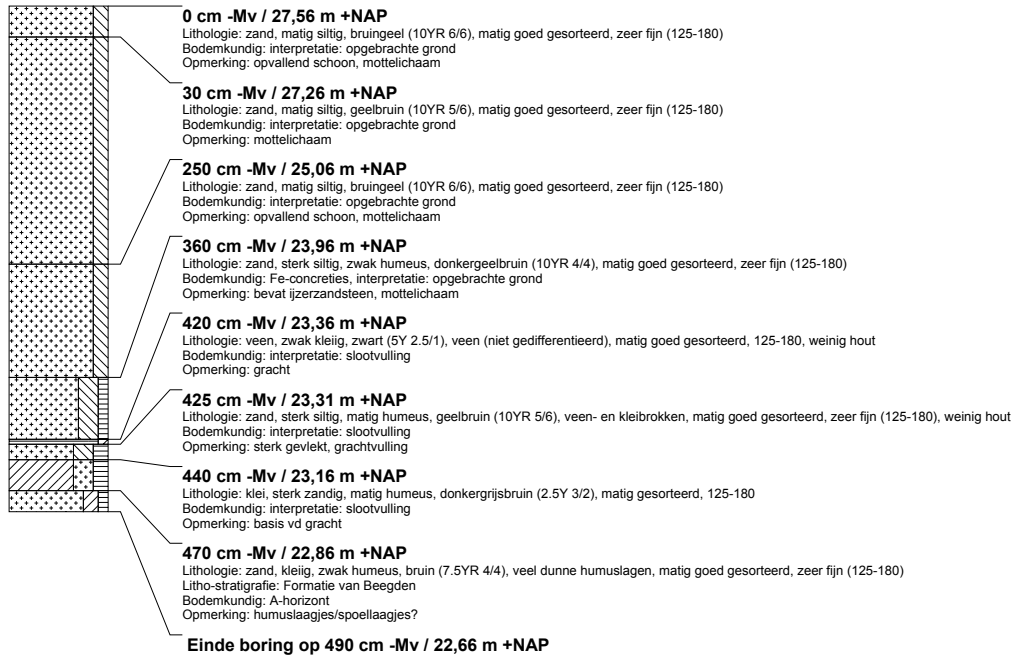 0 cm -Mv / 27,56 m +NAP
Lithologie: zand, matig siltig, bruingeel (10YR 6/6), matig goed gesorteerd, zeer fijn (125-180)
Bodemkundig: interpretatie: opgebrachte grond
Opmerking: opvallend schoon, mottelichaam
30 cm -Mv / 27,26 m +NAP
Lithologie: zand, matig siltig, geelbruin (10YR 5/6), matig goed gesorteerd, zeer fijn (125-180)
Bodemkundig: interpretatie: opgebrachte grond
Opmerking: mottelichaam
250 cm -Mv / 25,06 m +NAP
Lithologie: zand, matig siltig, bruingeel (10YR 6/6), matig goed gesorteerd, zeer fijn (125-180)
Bodemkundig: interpretatie: opgebrachte grond
Opmerking: opvallend schoon, mottelichaam
360 cm -Mv / 23,96 m +NAP
Lithologie: zand, sterk siltig, zwak humeus, donkergeelbruin (10YR 4/4), matig goed gesorteerd, zeer fijn (125-180)
Bodemkundig: Fe-concreties, interpretatie: opgebrachte grond
Opmerking: bevat ijzerzandsteen, mottelichaam
420 cm -Mv / 23,36 m +NAP
Lithologie: veen, zwak kleiig, zwart (5Y 2.5/1), veen (niet gedifferentieerd), matig goed gesorteerd, 125-180, weinig hout
Bodemkundig: interpretatie: slootvulling
Opmerking: gracht
425 cm -Mv / 23,31 m +NAP
Lithologie: zand, sterk siltig, matig humeus, geelbruin (10YR 5/6), veen- en kleibrokken, matig goed gesorteerd, zeer fijn (125-180), weinig hout
Bodemkundig: interpretatie: slootvulling
Opmerking: sterk gevlekt, grachtvulling
440 cm -Mv / 23,16 m +NAP
Lithologie: klei, sterk zandig, matig humeus, donkergrijsbruin (2.5Y 3/2), matig gesorteerd, 125-180
Bodemkundig: interpretatie: slootvulling
Opmerking: basis vd gracht
470 cm -Mv / 22,86 m +NAP
Lithologie: zand, kleiig, zwak humeus, bruin (7.5YR 4/4), veel dunne humuslagen, matig goed gesorteerd, zeer fijn (125-180)
Litho-stratigrafie: Formatie van Beegden
Bodemkundig: A-horizont
Opmerking: humuslaagjes/spoellaagjes?
Einde boring op 490 cm -Mv / 22,66 m +NAP